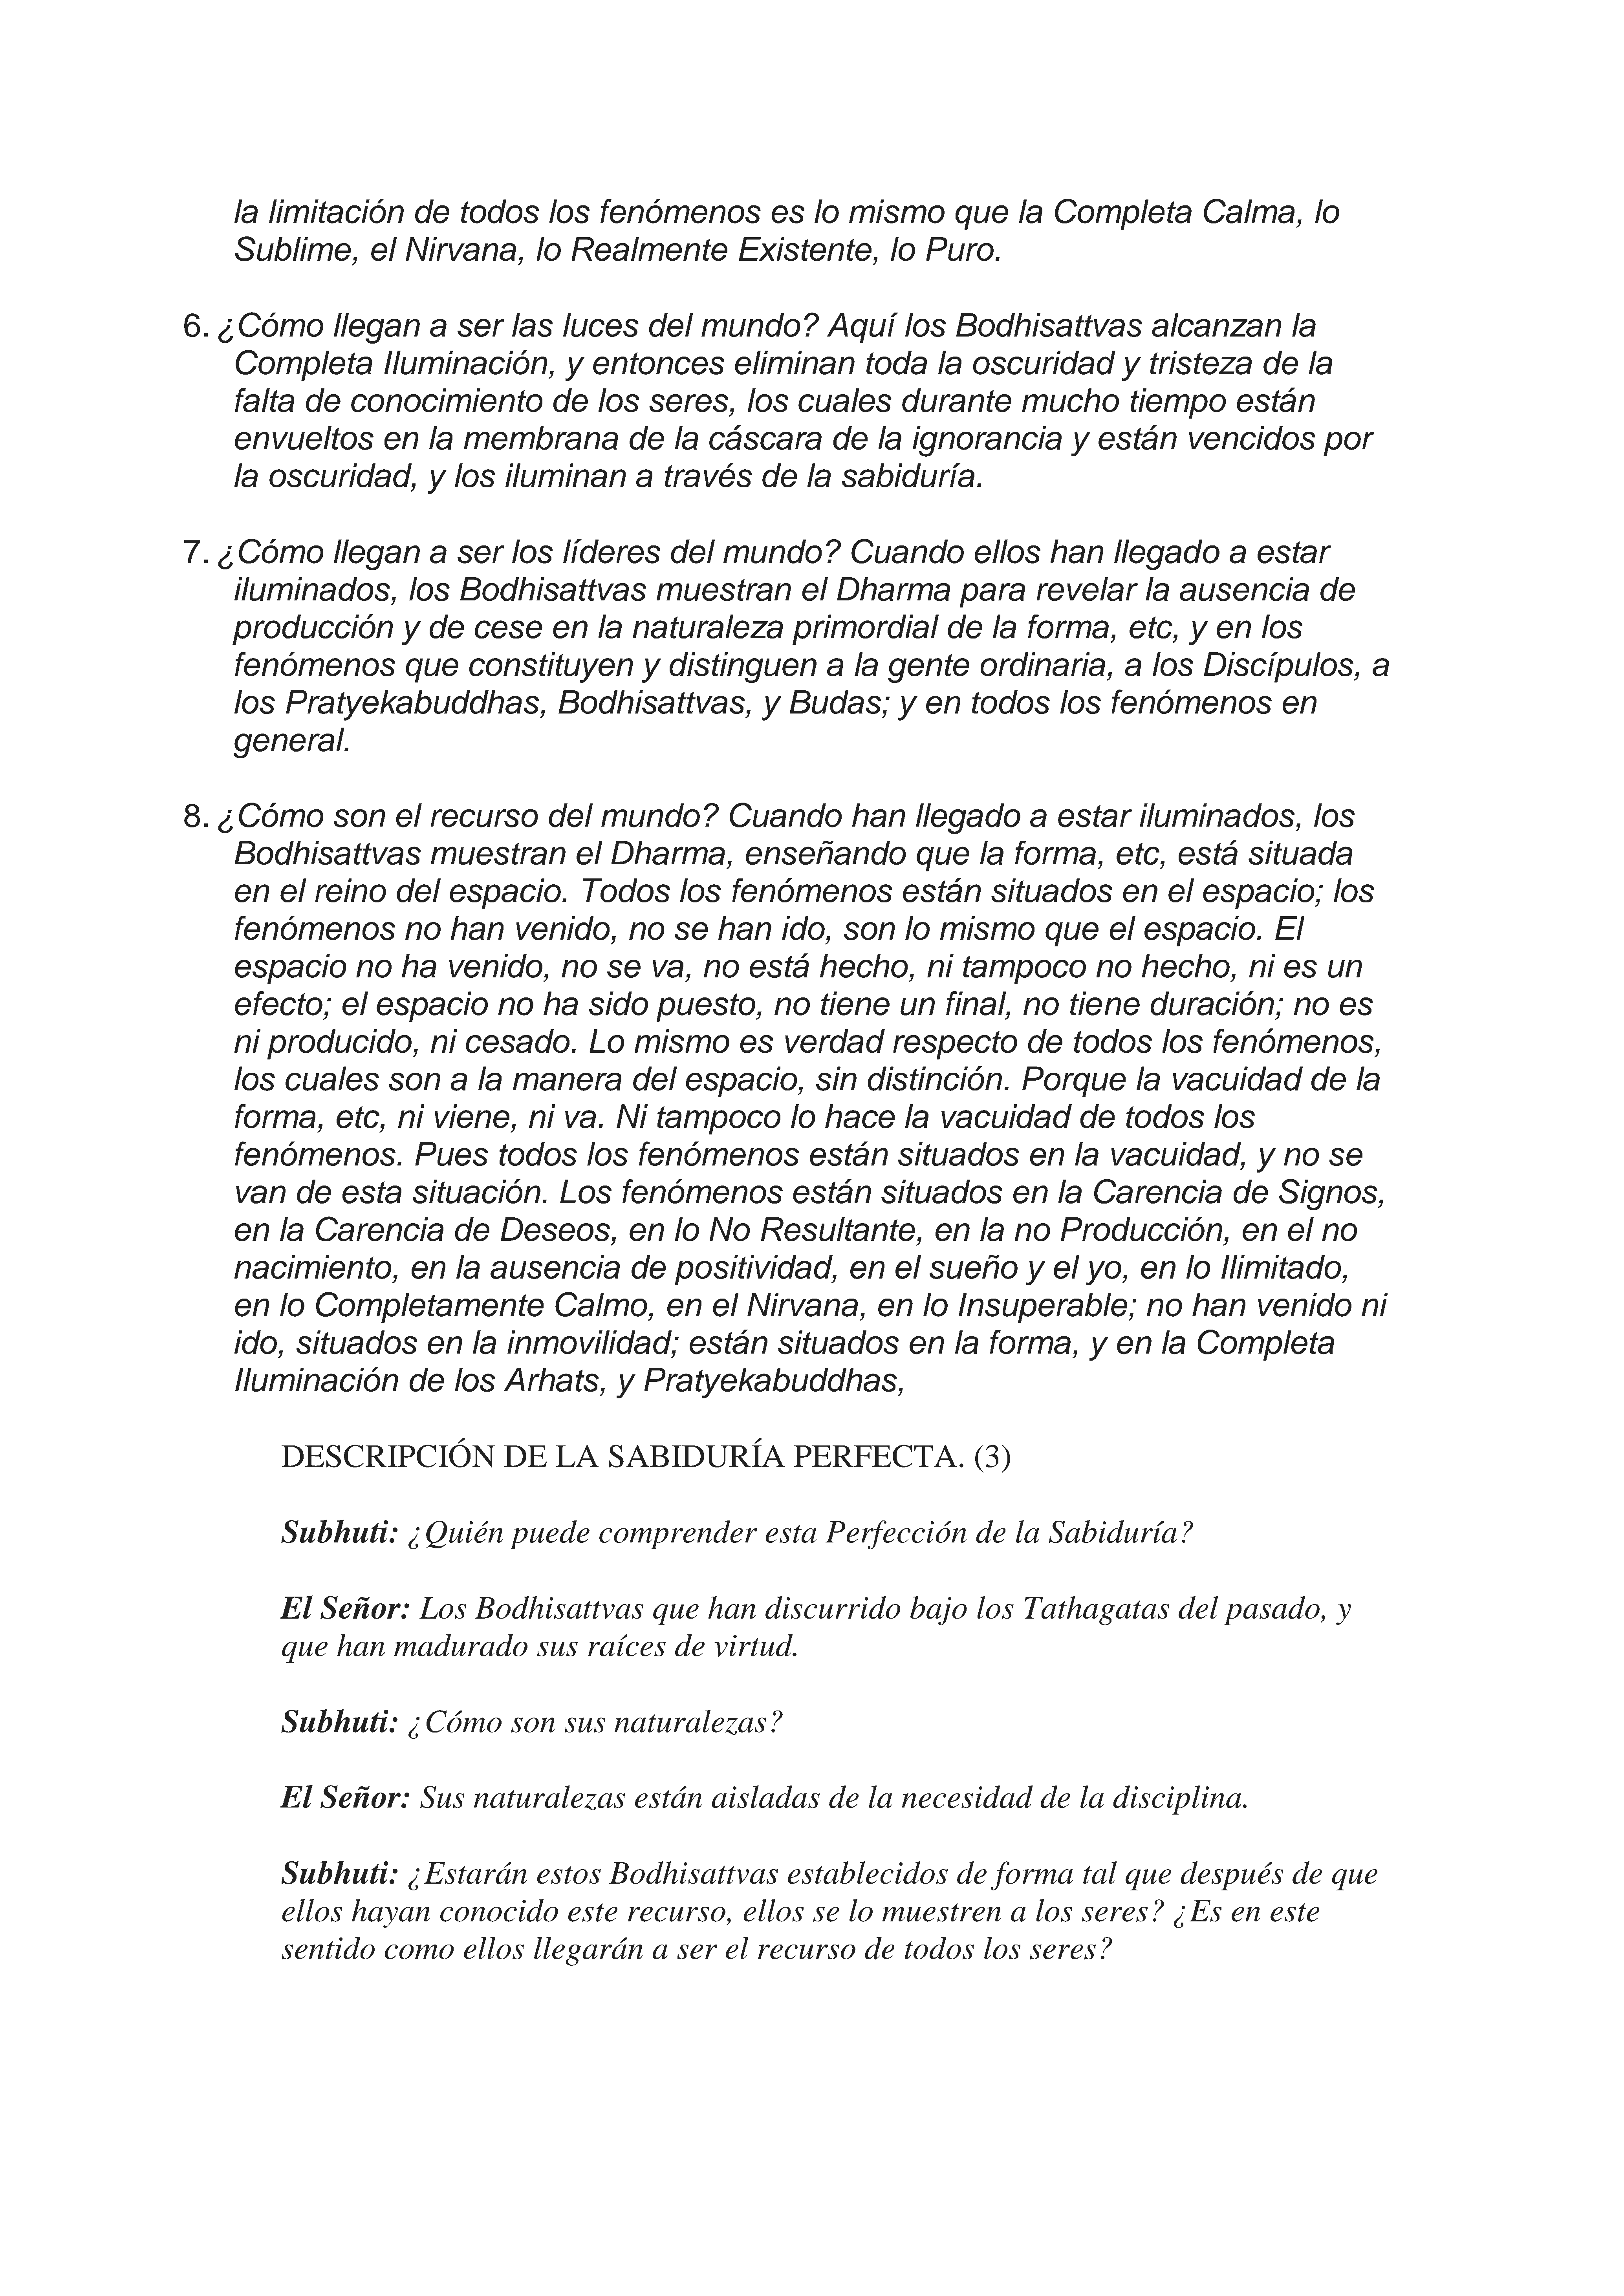 la limitación de todos los fenómenos es lo mismo que la Completa Calma, lo
Sublime, el Nirvana, lo Realmente Existente, lo Puro.
6. ¿Cómo llegan a ser las luces del mundo? Aquí los Bodhisattvas alcanzan la
Completa Iluminación, y entonces eliminan toda la oscuridad y tristeza de la
falta de conocimiento de los seres, los cuales durante mucho tiempo están
envueltos en la membrana de la cáscara de la ignorancia y están vencidos por
la oscuridad, y los iluminan a través de la sabiduría.
7. ¿Cómo llegan a ser los líderes del mundo? Cuando ellos han llegado a estar
iluminados, los Bodhisattvas muestran el Dharma para revelar la ausencia de
producción y de cese en la naturaleza primordial de la forma, etc, y en los
fenómenos que constituyen y distinguen a la gente ordinaria, a los Discípulos, a
los Pratyekabuddhas, Bodhisattvas, y Budas; y en todos los fenómenos en
general.
8. ¿Cómo son el recurso del mundo? Cuando han llegado a estar iluminados, los
Bodhisattvas muestran el Dharma, enseñando que la forma, etc, está situada
en el reino del espacio. Todos los fenómenos están situados en el espacio; los
fenómenos no han venido, no se han ido, son lo mismo que el espacio. El
espacio no ha venido, no se va, no está hecho, ni tampoco no hecho, ni es un
efecto; el espacio no ha sido puesto, no tiene un final, no tiene duración; no es
ni producido, ni cesado. Lo mismo es verdad respecto de todos los fenómenos,
los cuales son a la manera del espacio, sin distinción. Porque la vacuidad de la
forma, etc, ni viene, ni va. Ni tampoco lo hace la vacuidad de todos los
fenómenos. Pues todos los fenómenos están situados en la vacuidad, y no se
van de esta situación. Los fenómenos están situados en la Carencia de Signos,
en la Carencia de Deseos, en lo No Resultante, en la no Producción, en el no
nacimiento, en la ausencia de positividad, en el sueño y el yo, en lo Ilimitado,
en lo Completamente Calmo, en el Nirvana, en lo Insuperable; no han venido ni
ido, situados en la inmovilidad; están situados en la forma, y en la Completa
Iluminación de los Arhats, y Pratyekabuddhas,
DESCRIPCIÓN DE LA SABIDURÍA PERFECTA. (3)
Subhuti: ¿Quién puede comprender esta Perfección de la Sabiduría?
El Señor: Los Bodhisattvas que han discurrido bajo los Tathagatas del pasado, y
que han madurado sus raíces de virtud.
Subhuti: ¿Cómo son sus naturalezas?
El Señor: Sus naturalezas están aisladas de la necesidad de la disciplina.
Subhuti: ¿Estarán estos Bodhisattvas establecidos de forma tal que después de que
ellos hayan conocido este recurso, ellos se lo muestren a los seres? ¿Es en este
sentido como ellos llegarán a ser el recurso de todos los seres?